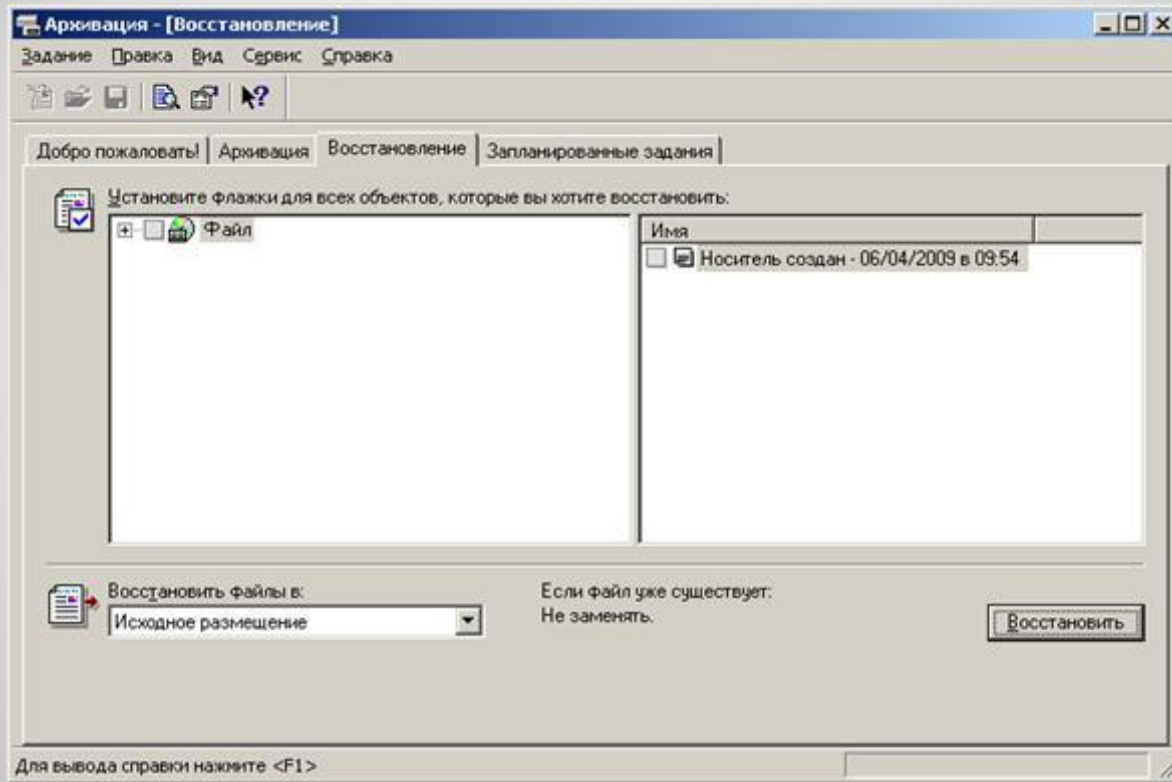 Архивация - [Восстановление]
Задание Правка Вид Сервис Справка
Добро пожаловать! Архивация Восстановление Запланированные задания
Установите флажки для всех объектов, которые вы хотите восстановить:
Файл
Имя
Носитель создан - 06/04/2009 в 09:54
Восстановить файлы в:
Исходное размещение
Если файл уже существует:
Не заменять.
Восстановить
Для вывода справки нажмите <F1>